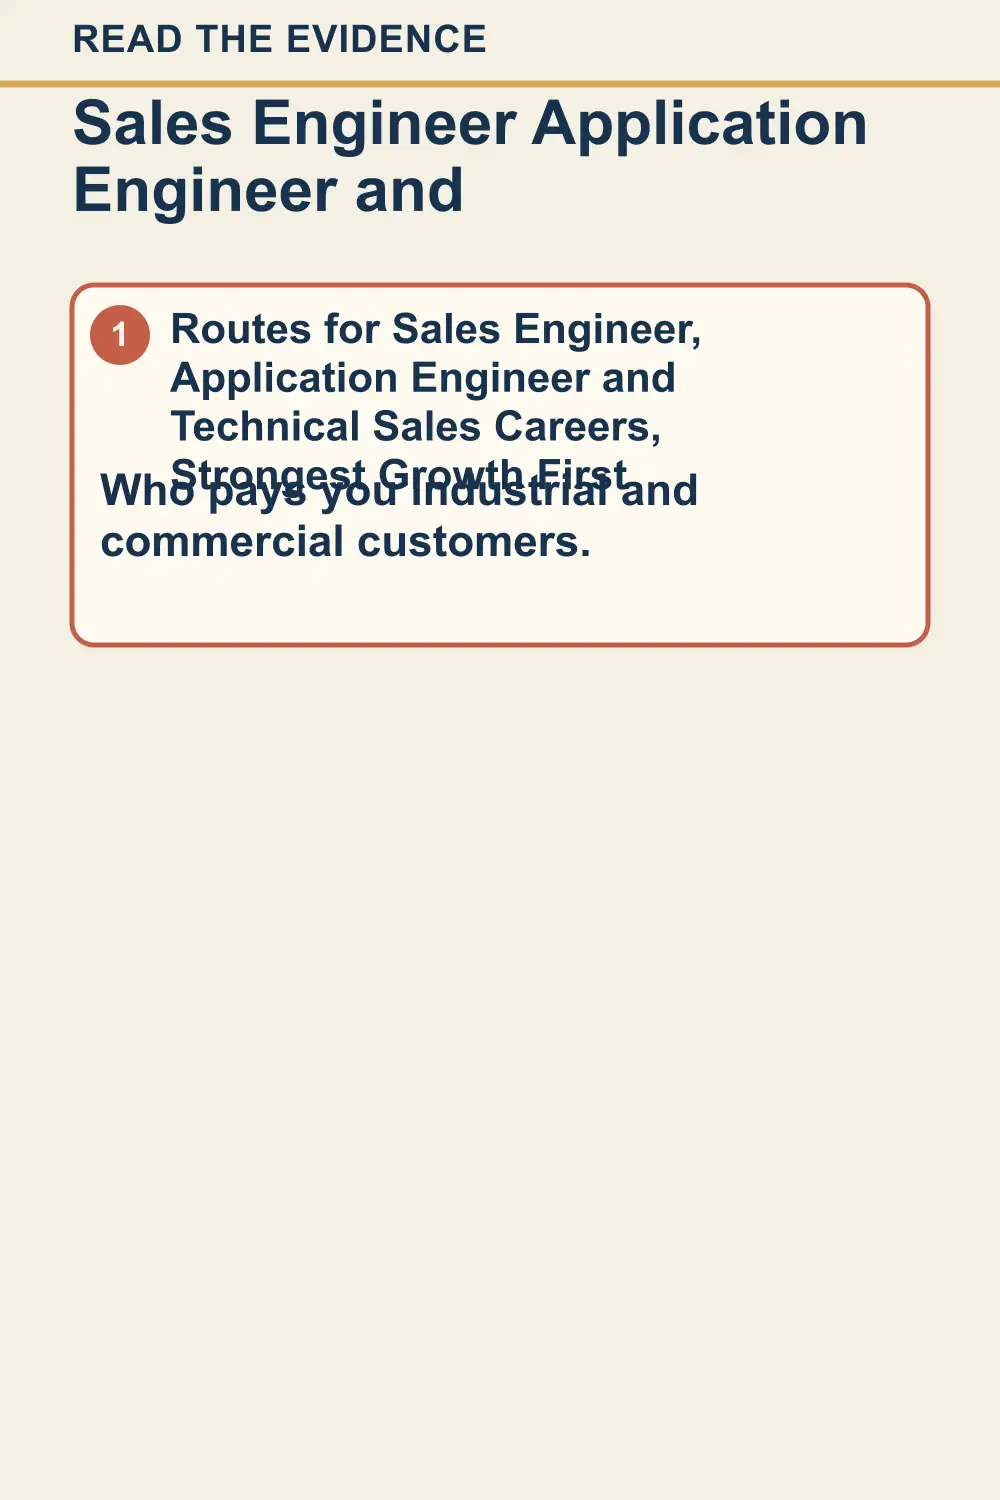 READ THE EVIDENCE
Sales Engineer Application
Engineer and
1
Routes for Sales Engineer,
Application Engineer and
Technical Sales Careers,
Strongest Growth First
Who pays you Industrial and
commercial customers.